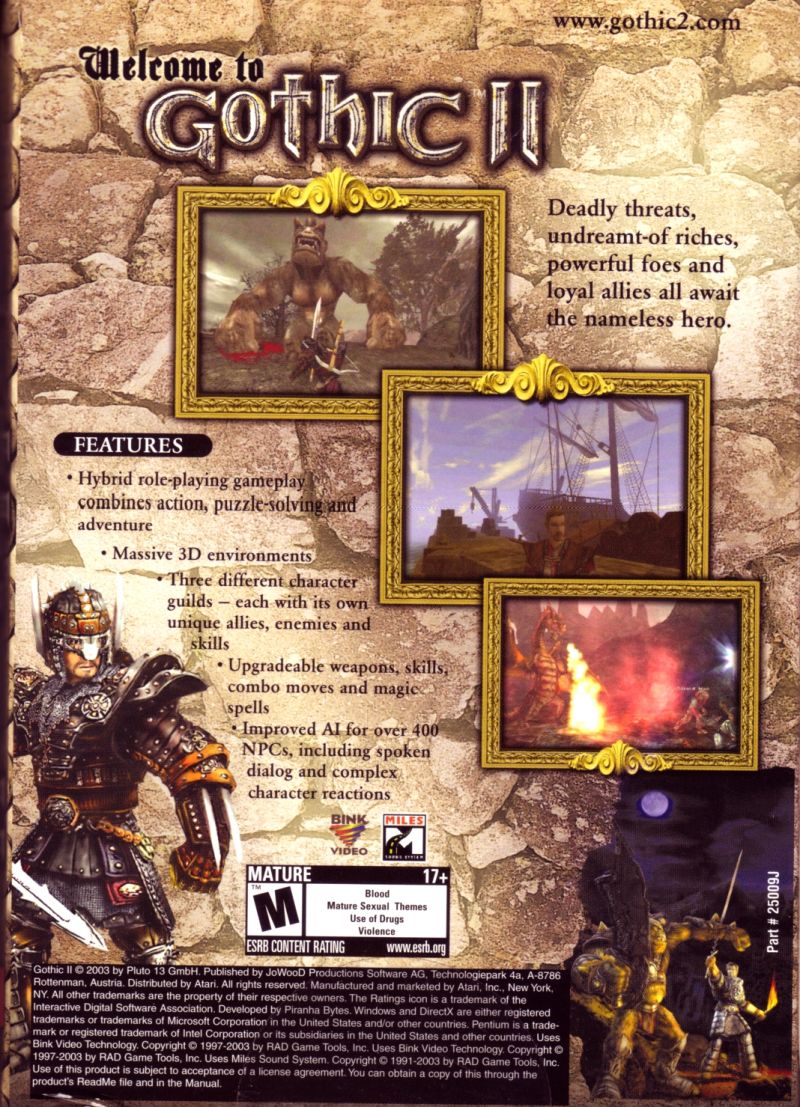 www.gothic2.com
Welcome to
GOTHIC II
Deadly threats,
undreamt-of riches,
powerful foes and
loyal allies all await
the nameless hero.
FEATURES
• Hybrid role-playing gameplay
combines action, puzzle-solving and
adventure
• Massive 3D environments
• Three different character
guilds – each with its own
unique allies, enemies and
skills
• Upgradeable weapons, skills,
combo moves and magic
spells
• Improved AI for over 400
NPCs, including spoken
dialog and complex
character reactions
BINK
VIDEO
MILES
SOUND SYSTEM
MATURE 17+
TM
M
Blood
Mature Sexual Themes
Use of Drugs
Violence
ESRB CONTENT RATING www.esrb.org
Part # 25009J
Gothic II © 2003 by Pluto 13 GmbH. Published by JoWooD Productions Software AG, Technologiepark 4a, A-8786
Rottenman, Austria. Distributed by Atari. All rights reserved. Manufactured and marketed by Atari, Inc., New York,
NY. All other trademarks are the property of their respective owners. The Ratings icon is a trademark of the
Interactive Digital Software Association. Developed by Piranha Bytes. Windows and DirectX are either registered
trademarks or trademarks of Microsoft Corporation in the United States and/or other countries. Pentium is a trade-
mark or registered trademark of Intel Corporation or its subsidiaries in the United States and other countries. Uses
Bink Video Technology. Copyright © 1997-2003 by RAD Game Tools, Inc. Uses Bink Video Technology. Copyright ©
1997-2003 by RAD Game Tools, Inc. Uses Miles Sound System. Copyright © 1991-2003 by RAD Game Tools, Inc.
Use of this product is subject to acceptance of a license agreement. You can obtain a copy of this through the
product's ReadMe file and in the Manual.